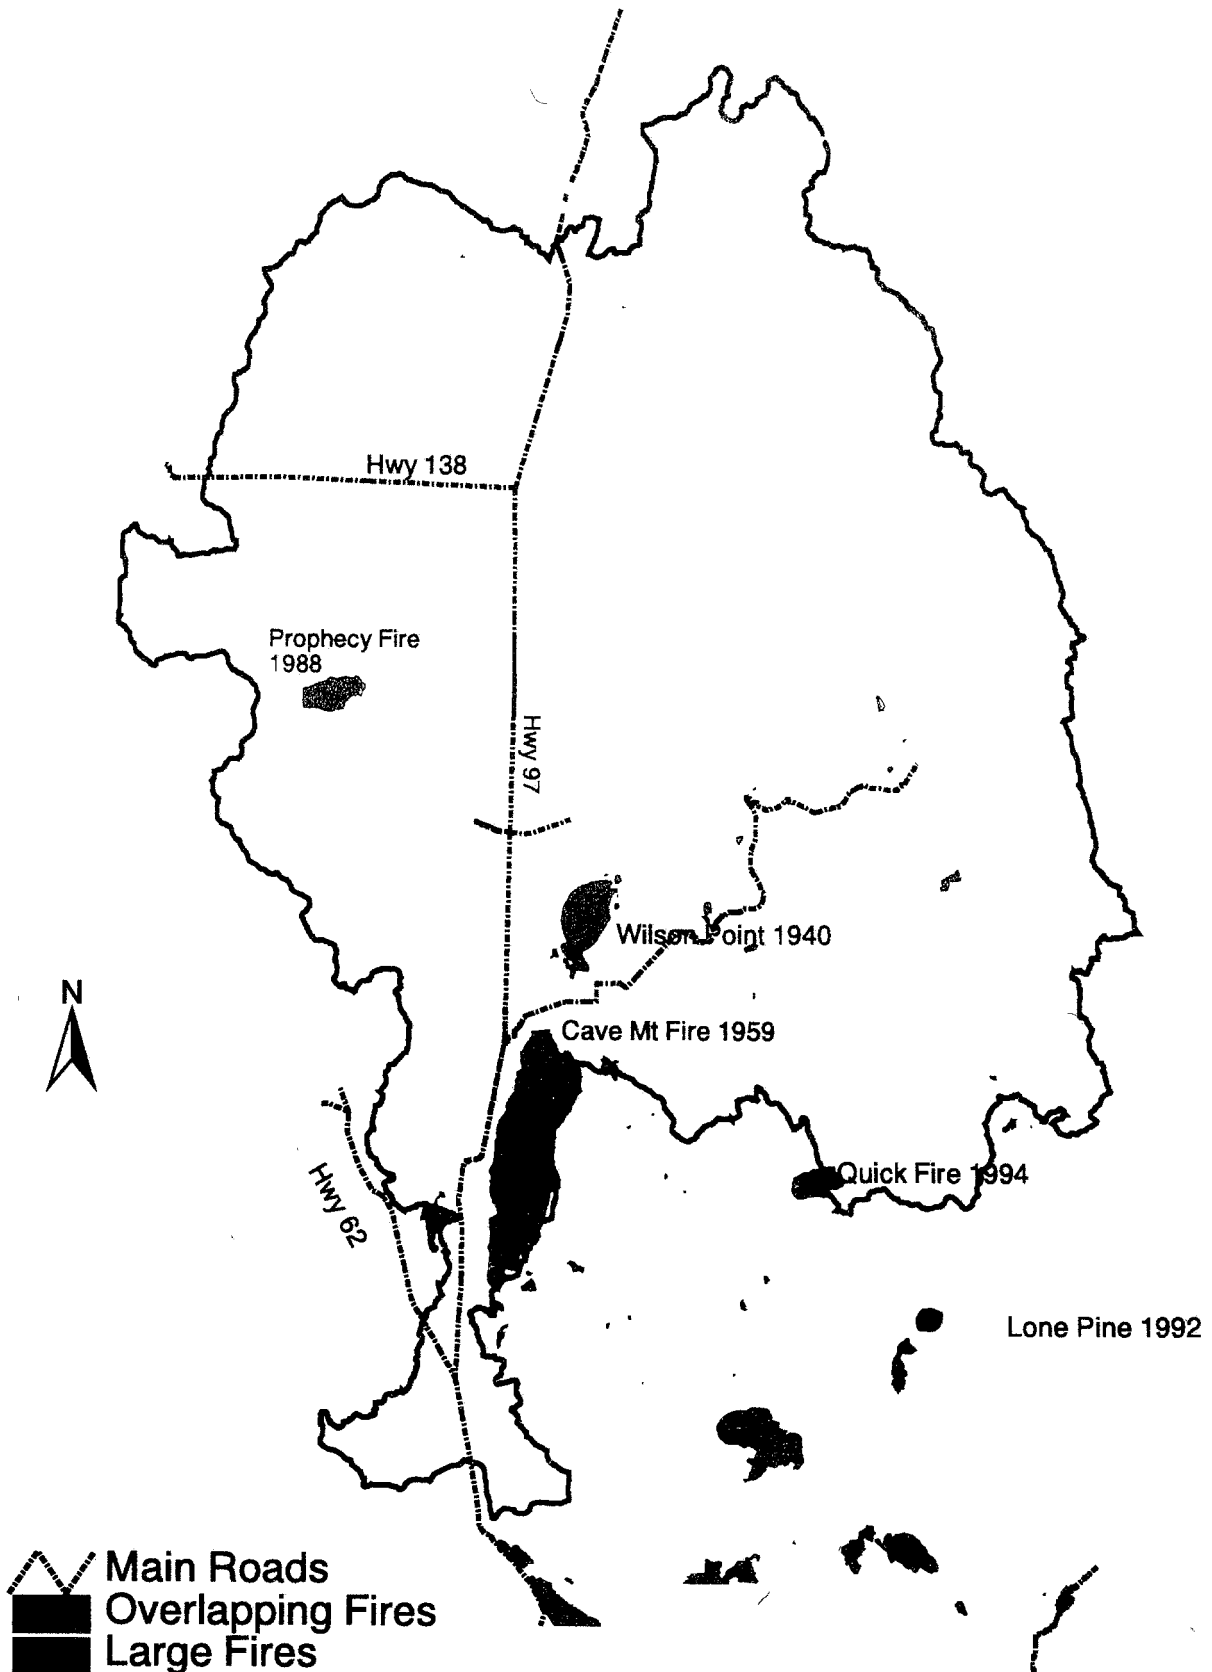 Hwy 138
Prophecy Fire
1988
Hwy 97
Wilson Point 1940
N
Cave Mt Fire 1959
Hwy 62
Quick Fire 1994
Lone Pine 1992
Main Roads
Overlapping Fires
Large Fires